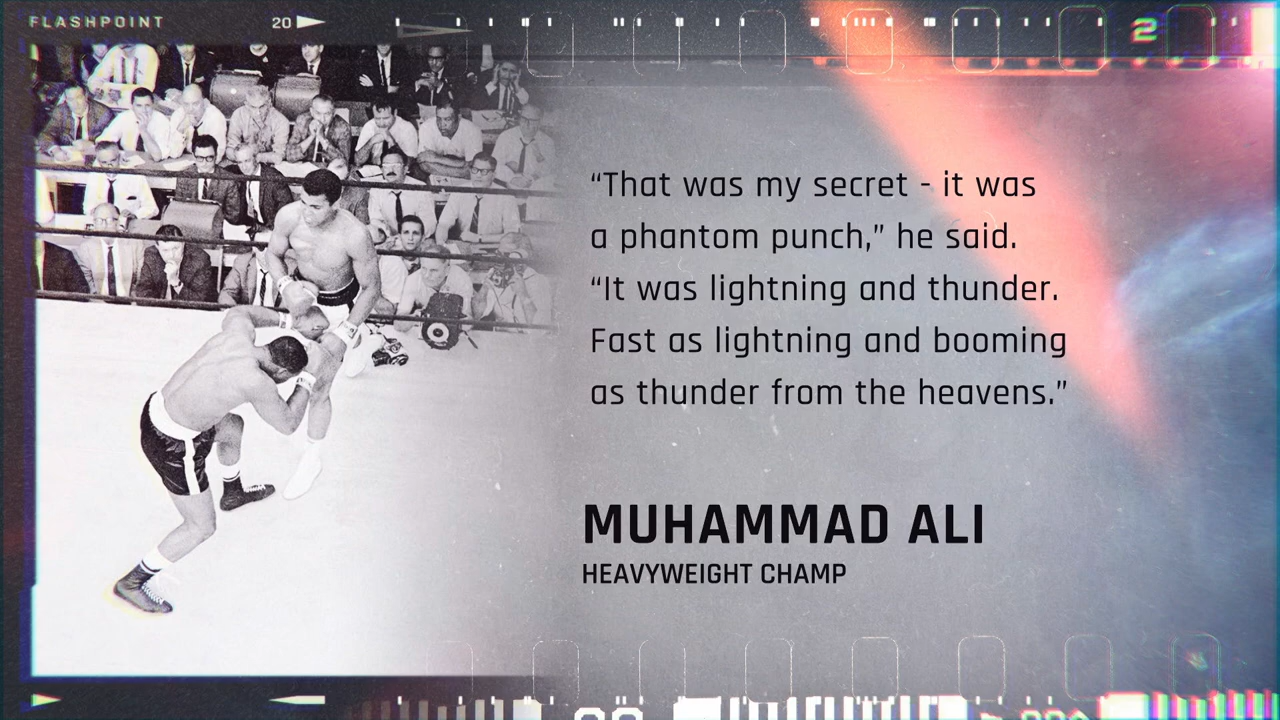 FLASHPOINT
20
2
“That was my secret - it was
a phantom punch,” he said.
“It was lightning and thunder.
Fast as lightning and booming
as thunder from the heavens.”
MUHAMMAD ALI
HEAVYWEIGHT CHAMP